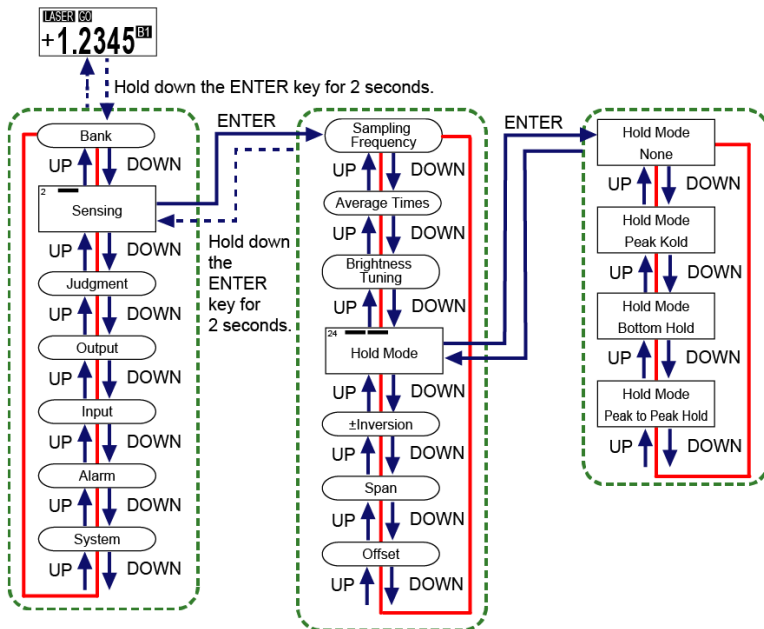 LASER GO
+1.2345 B1
Hold down the ENTER key for 2 seconds.
Bank
UP DOWN
2
Sensing
UP DOWN
Judgment
UP DOWN
Output
UP DOWN
Input
UP DOWN
Alarm
UP DOWN
System
UP DOWN
ENTER
Hold down
the
ENTER
key for
2 seconds.
Sampling
Frequency
UP DOWN
Average Times
UP DOWN
Brightness
Tuning
UP DOWN
24
Hold Mode
UP DOWN
±Inversion
UP DOWN
Span
UP DOWN
Offset
UP DOWN
ENTER
Hold Mode
None
UP DOWN
Hold Mode
Peak Kold
UP DOWN
Hold Mode
Bottom Hold
UP DOWN
Hold Mode
Peak to Peak Hold
UP DOWN